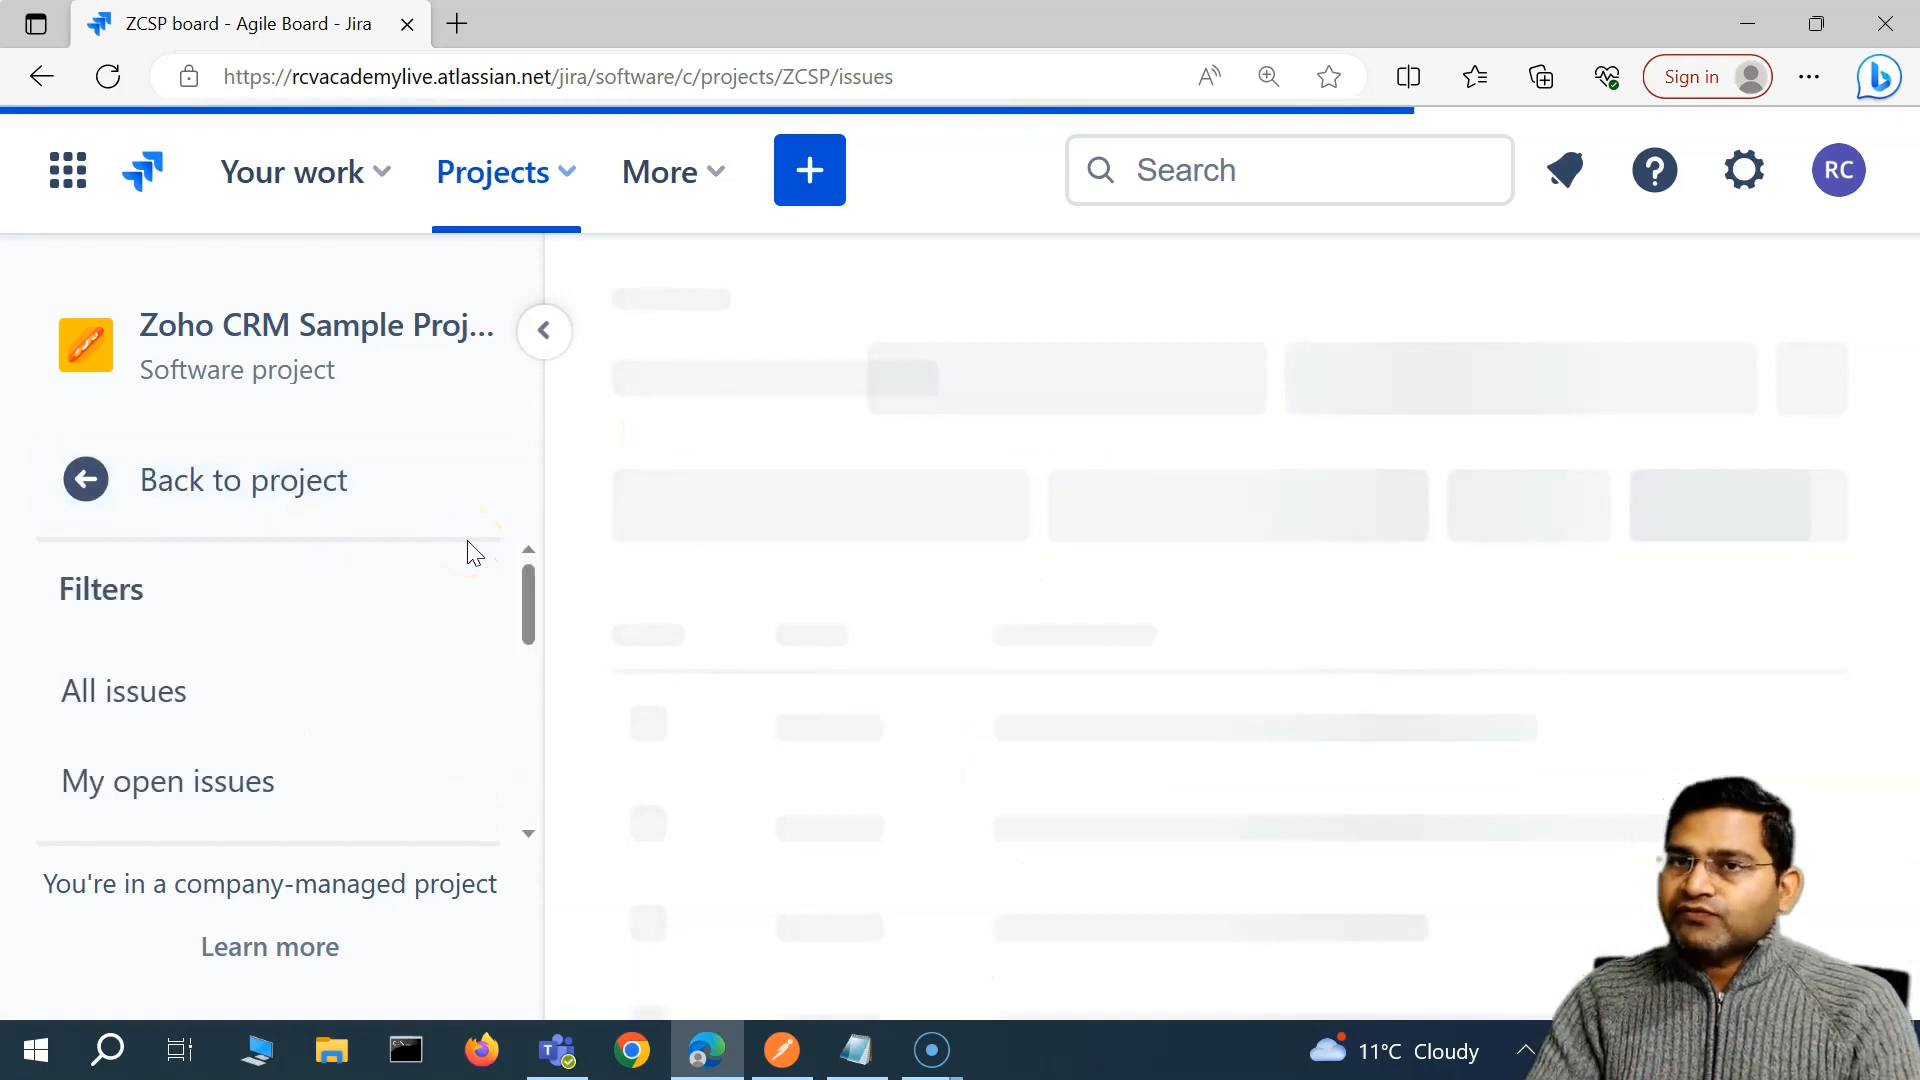 ZCSP board - Agile Board - Jira
https://rcvacademylive.atlassian.net/jira/software/c/projects/ZCSP/issues
Sign in
Your work
Projects
More
Search
RC
Zoho CRM Sample Proj...
Software project
Back to project
Filters
All issues
My open issues
You're in a company-managed project
Learn more
11°C Cloudy